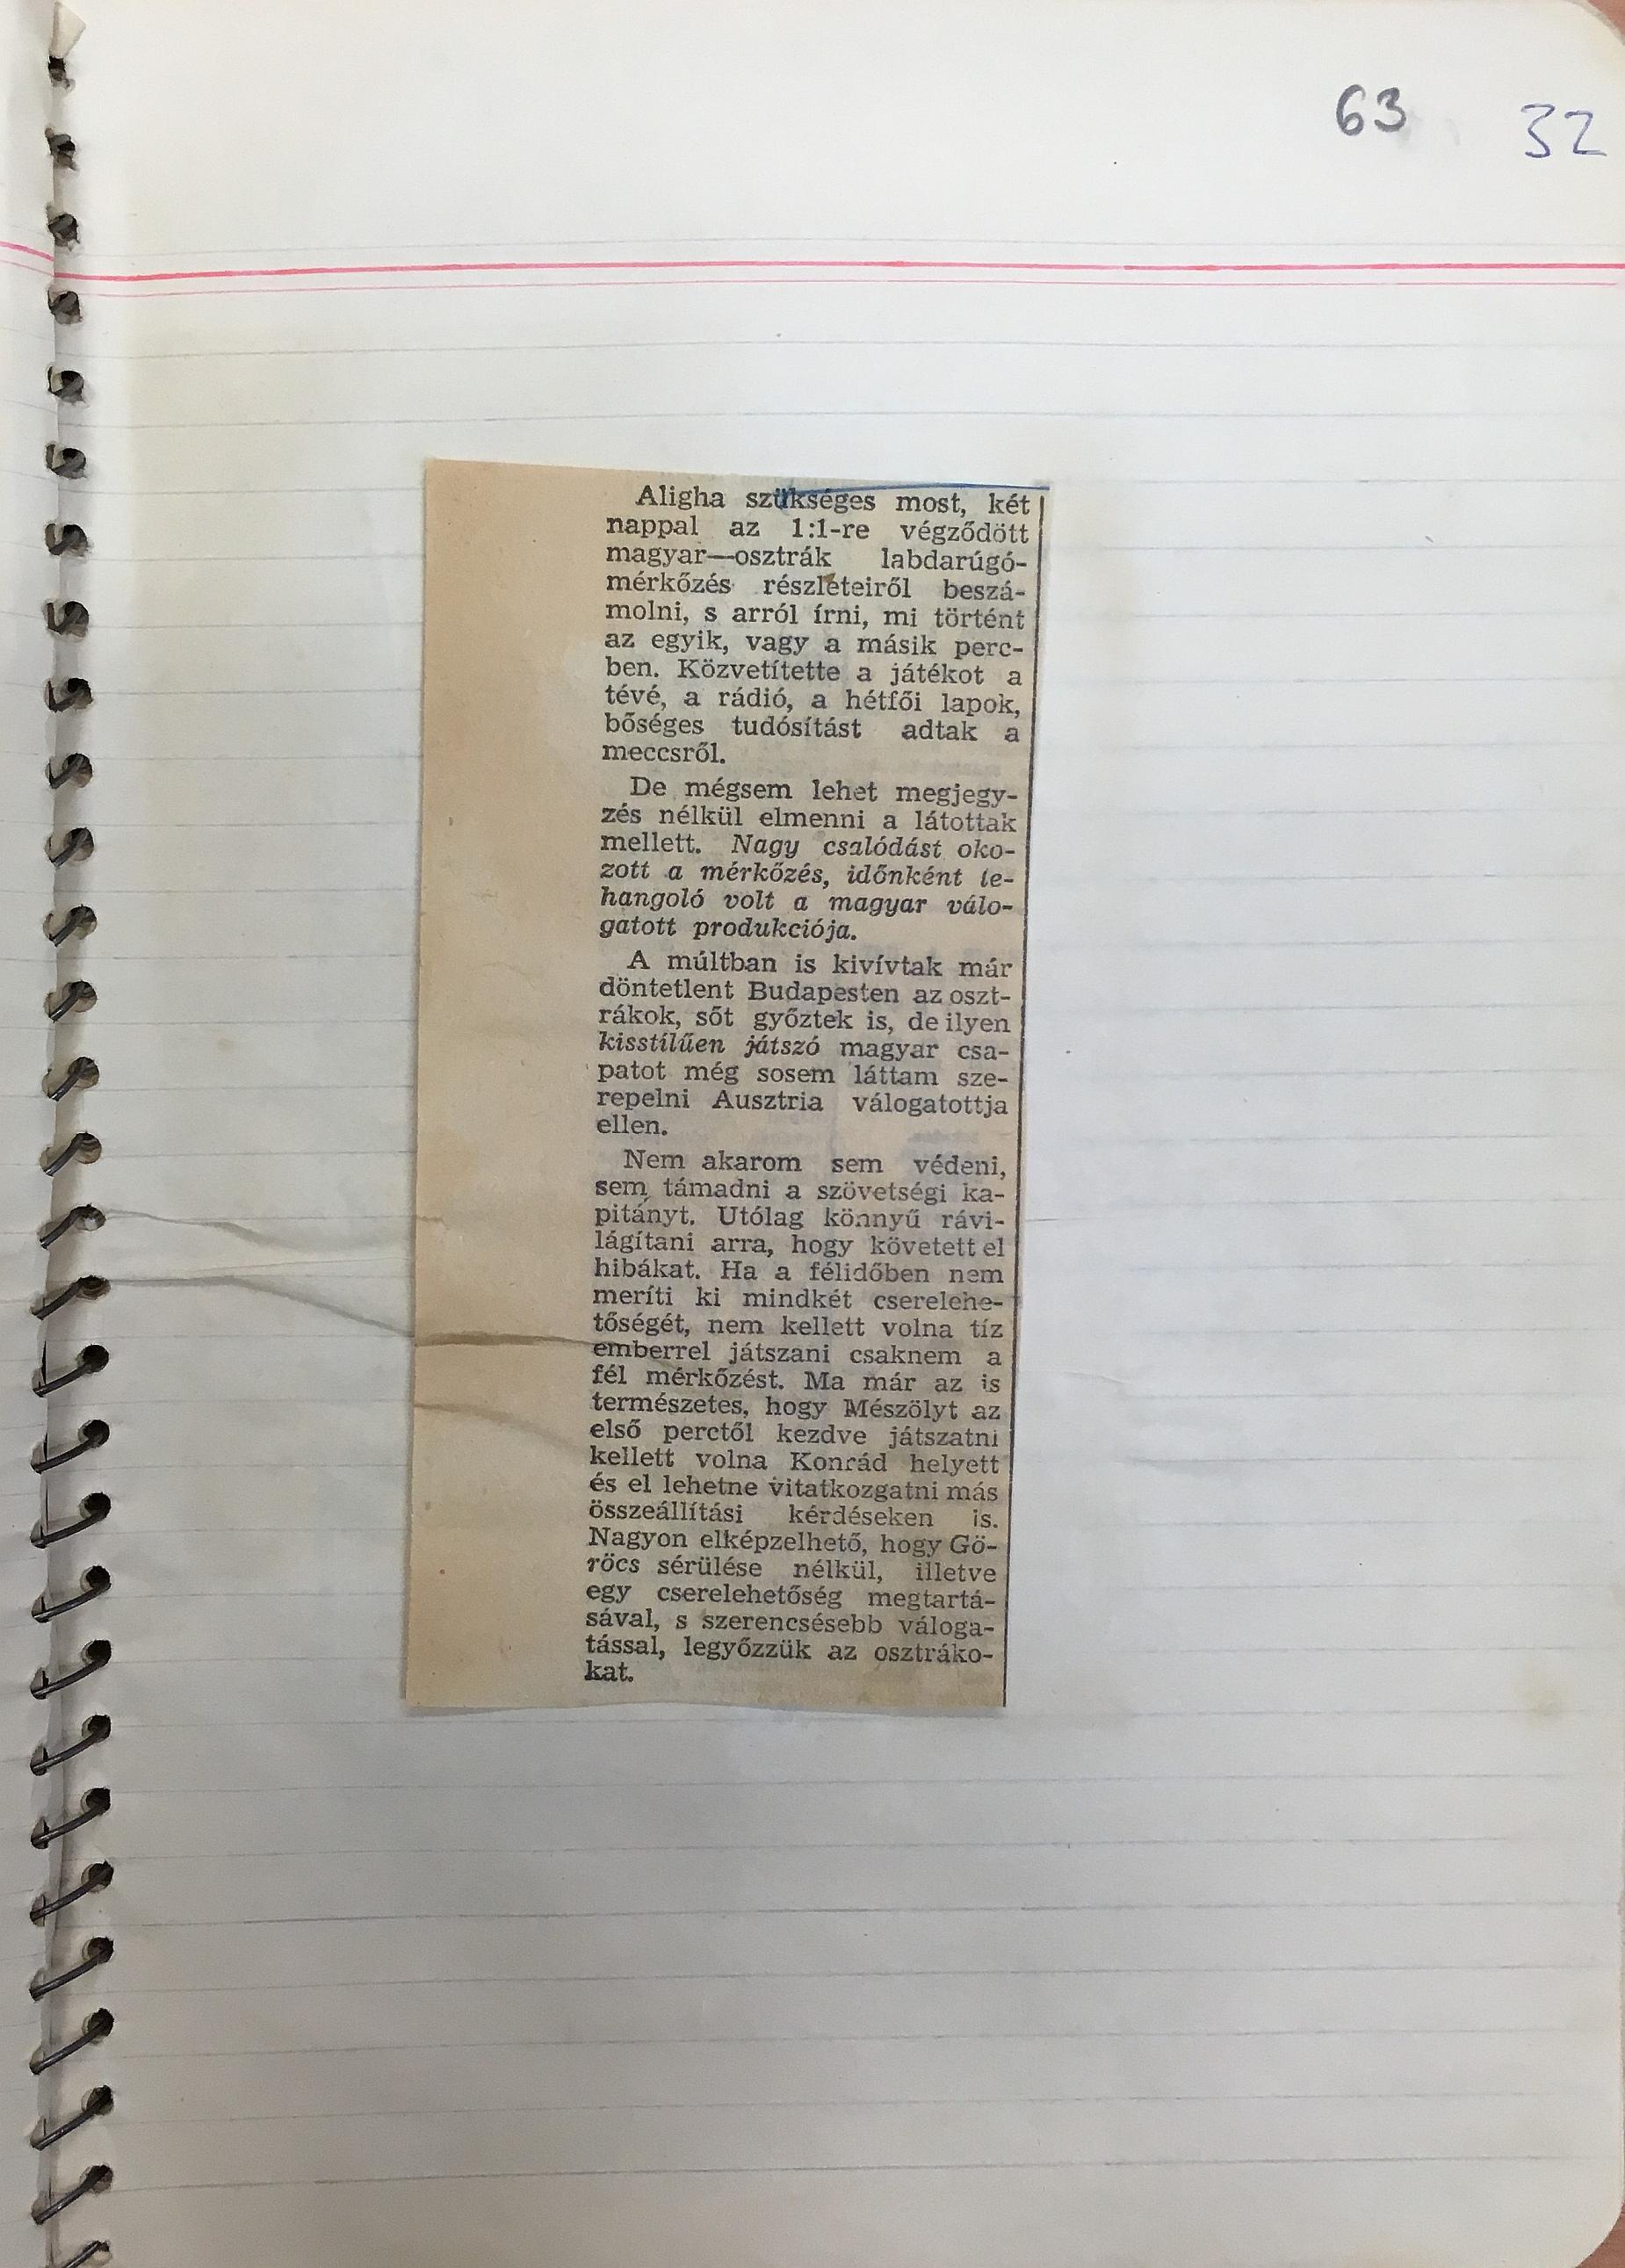 63 32
Aligha szükséges most, két
nappal az 1:1-re végződött
magyar—osztrák labdarúgó-
mérkőzés részleteiről beszá-
molni, s arról írni, mi történt
az egyik, vagy a másik perc-
ben. Közvetítette a játékot a
tévé, a rádió, a hétfői lapok,
bőséges tudósítást adtak a
meccsről.
De mégsem lehet megjegy-
zés nélkül elmenni a látottak
mellett. Nagy csalódást oko-
zott a mérkőzés, időnként le-
hangoló volt a magyar válo-
gatott produkciója.
A múltban is kivívtak már
döntetlent Budapesten az oszt-
rákok, sőt győztek is, de ilyen
kisstílűen játszó magyar csa-
patot még sosem láttam sze-
repelni Ausztria válogatottja
ellen.
Nem akarom sem védeni,
sem támadni a szövetségi ka-
pitányt. Utólag könnyű rávi-
lágítani arra, hogy követett el
hibákat. Ha a félidőben nem
meríti ki mindkét cserelehe-
tőségét, nem kellett volna tíz
emberrel játszani csaknem a
fél mérkőzést. Ma már az is
természetes, hogy Mészölyt az
első perctől kezdve játszatni
kellett volna Konrád helyett
és el lehetne vitatkozgatni más
összeállítási kérdéseken is.
Nagyon elképzelhető, hogy Gö-
röcs sérülése nélkül, illetve
egy cserelehetőség megtartá-
sával, s szerencsésebb váloga-
tással, legyőzzük az osztráko-
kat.